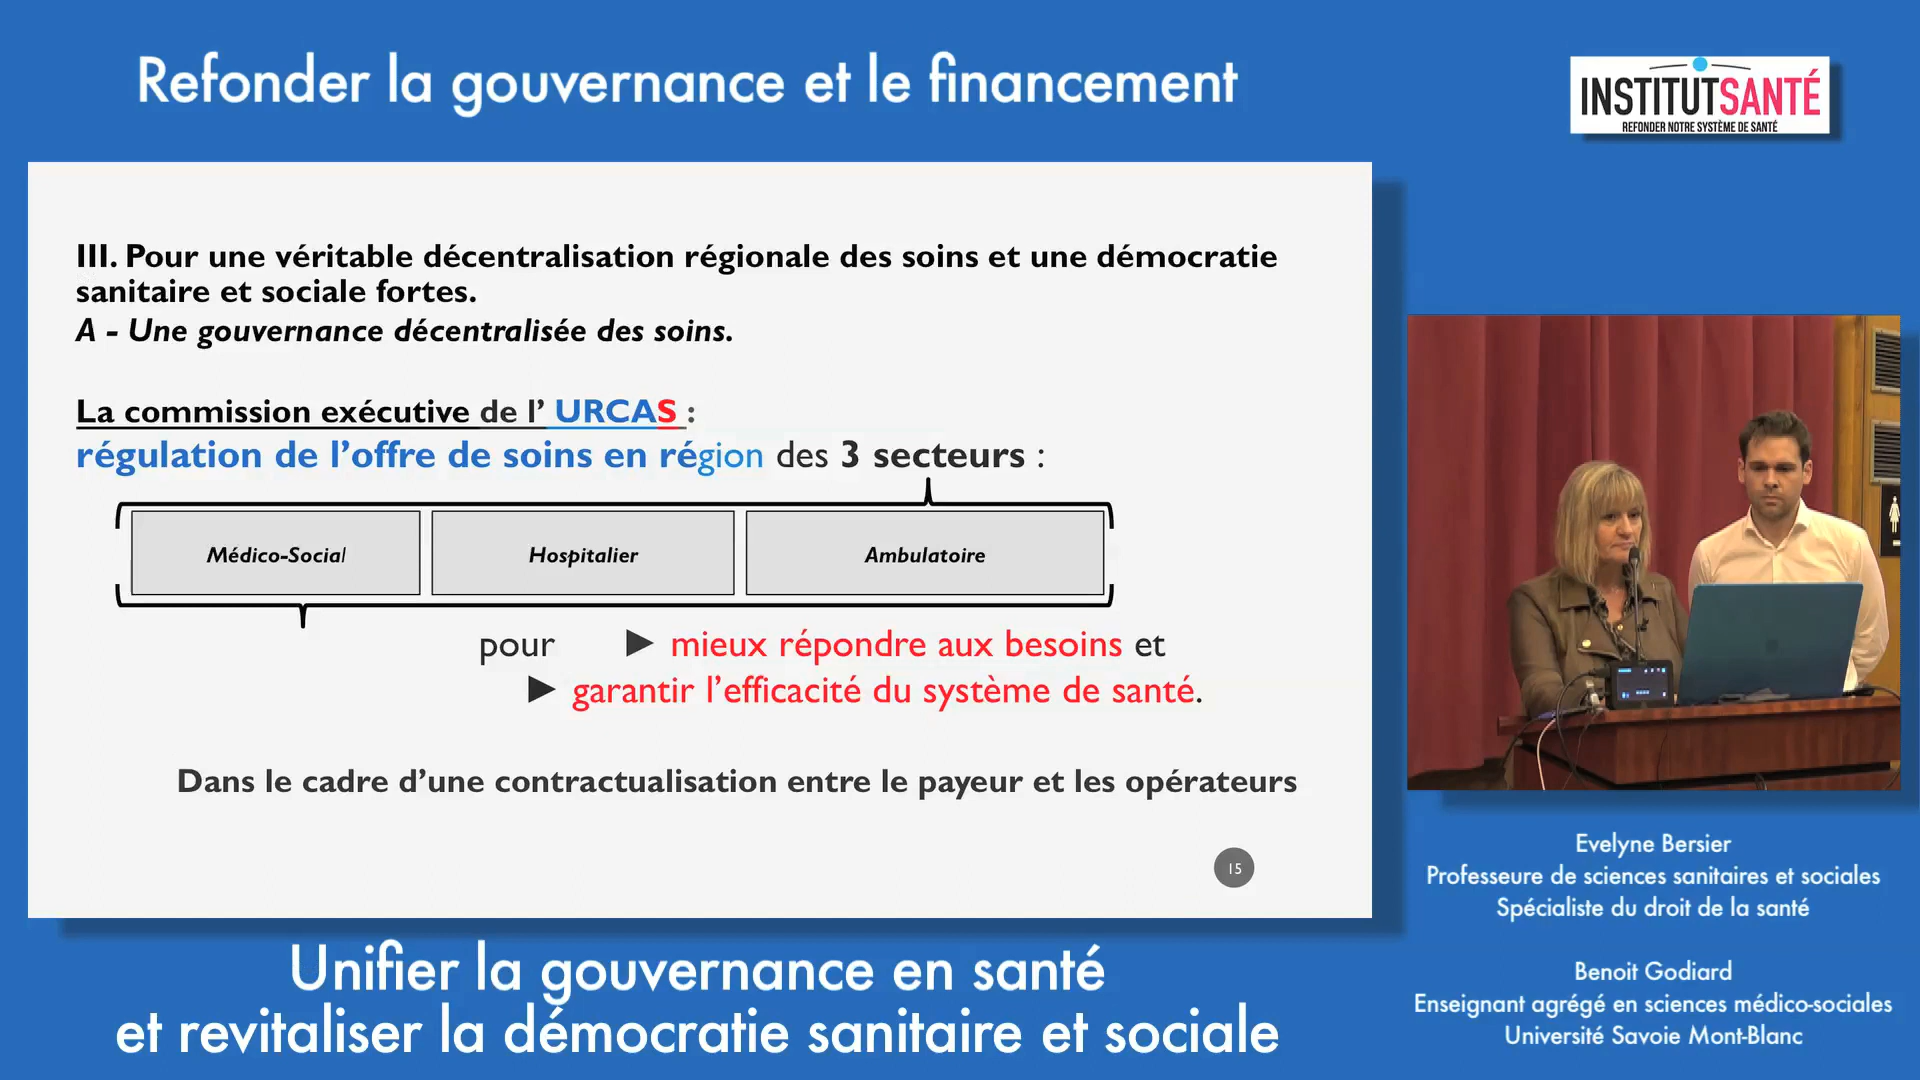 Refonder la gouvernance et le financement
INSTITUTSANTÉ
REFONDER NOTRE SYSTÈME DE SANTÉ
III. Pour une véritable décentralisation régionale des soins et une démocratie
sanitaire et sociale fortes.
A - Une gouvernance décentralisée des soins.
La commission exécutive de l’ URCAS :
régulation de l’offre de soins en région des 3 secteurs :
Médico-Social
Hospitalier
Ambulatoire
pour ► mieux répondre aux besoins et
► garantir l’efficacité du système de santé.
Dans le cadre d’une contractualisation entre le payeur et les opérateurs
15
Evelyne Bersier
Professeure de sciences sanitaires et sociales
Spécialiste du droit de la santé
Benoit Godiard
Enseignant agrégé en sciences médico-sociales
Université Savoie Mont-Blanc
Unifier la gouvernance en santé
et revitaliser la démocratie sanitaire et sociale